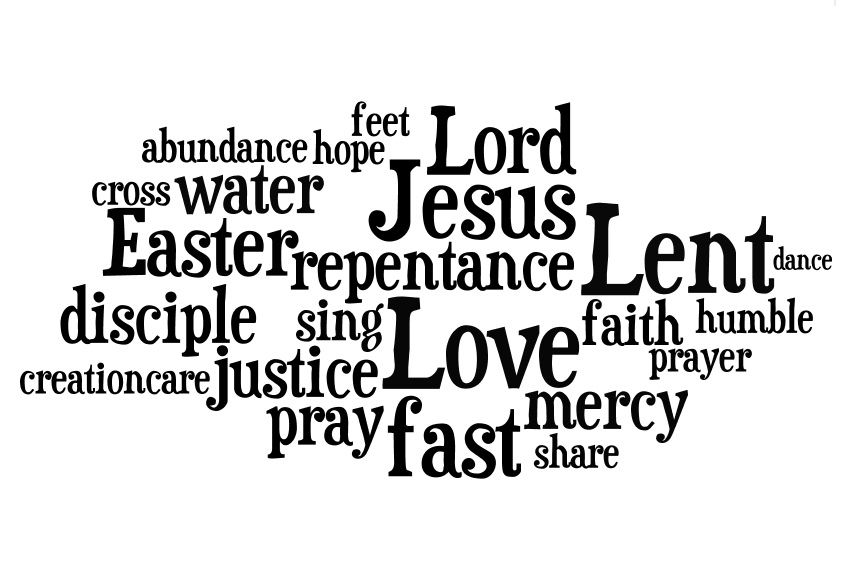 feet
Lord
abundance hope
Jesus
cross water
Easter
repentance
Lent
dance
disciple
sing
Love
faith
humble
prayer
creationcare
justice
pray
fast
mercy
share